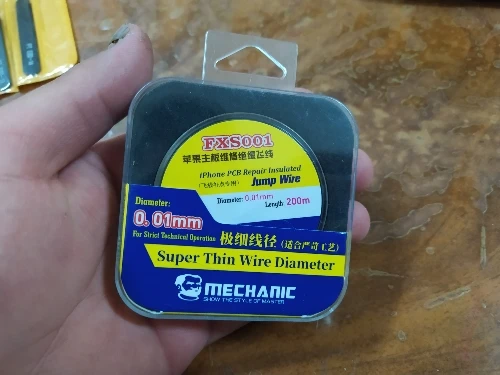 FXS001
苹果主板维修绝缘飞线
iPhone PCB Repair Insulated
Jump Wire
Diameter: 0.01mm
Length: 200m
Diameter:
0.01mm
For Strict Technical Operation
极细线径 (适合严苛工艺)
Super Thin Wire Diameter
MECHANIC
SHOW THE STYLE OF MASTER